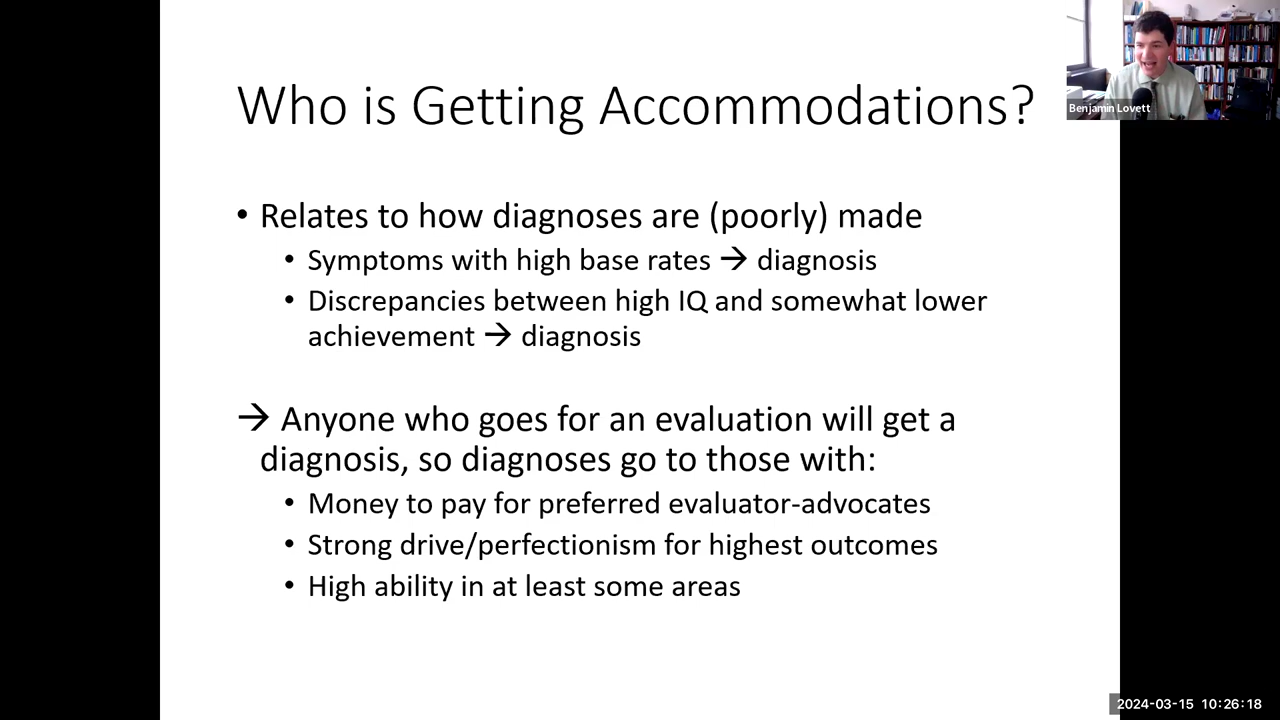 Who is Getting Accommodations?
Benjamin Lovett
• Relates to how diagnoses are (poorly) made
• Symptoms with high base rates → diagnosis
• Discrepancies between high IQ and somewhat lower
achievement → diagnosis
→ Anyone who goes for an evaluation will get a
diagnosis, so diagnoses go to those with:
• Money to pay for preferred evaluator-advocates
• Strong drive/perfectionism for highest outcomes
• High ability in at least some areas
2024-03-15 10:26:18